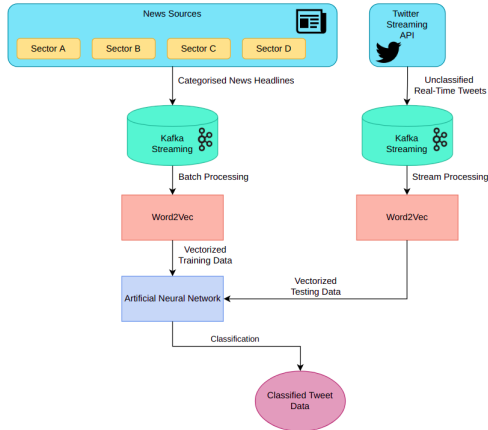 News Sources
Sector A
Sector B
Sector C
Sector D
Twitter
Streaming
API
Categorised News Headlines
Unclassified
Real-Time Tweets
Kafka
Streaming
Kafka
Streaming
Batch Processing
Stream Processing
Word2Vec
Word2Vec
Vectorized
Training Data
Vectorized
Testing Data
Artificial Neural Network
Classification
Classified Tweet
Data